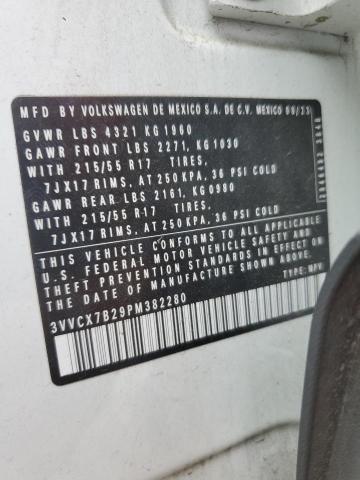 MFD BY VOLKSWAGEN DE MEXICO S.A. DE C.V. MEXICO
GVWR LBS 4321 KG 1960
GAWR FRONT LBS 2271, KG 1030
WITH 215/55 R17 TIRES,
7JX17 RIMS, AT 250 KPA, 36 PSI COLD
GAWR REAR LBS 2161, KG 0980
WITH 215/55 R17 TIRES,
7JX17 RIMS, AT 250 KPA, 36 PSI COLD
THIS VEHICLE CONFORMS TO ALL APPLICABLE
U.S. FEDERAL MOTOR VEHICLE SAFETY AND
THEFT PREVENTION STANDARDS IN EFFECT ON
THE DATE OF MANUFACTURE SHOWN ABOVE.
3VVCX7B29PM382280 TYPE: MPV